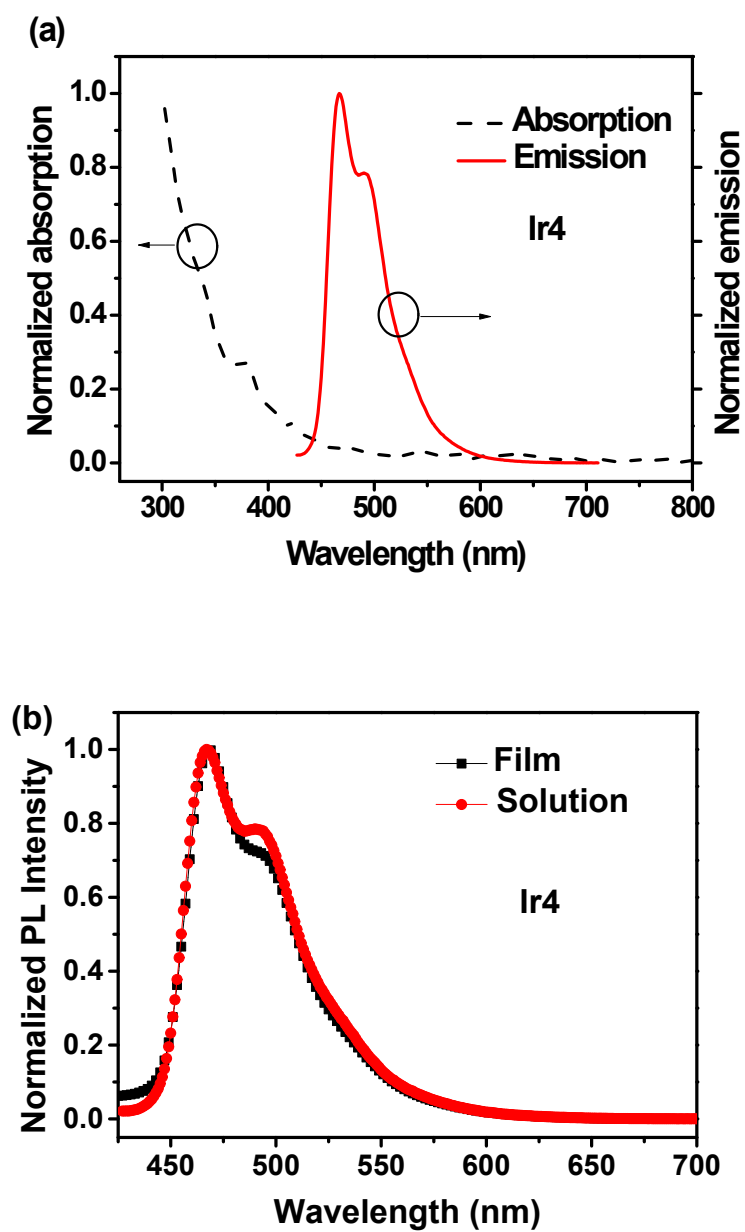 (a)
1.0
0.8
0.6
0.4
0.2
0.0
Normalized absorption
Absorption
Emission
Ir4
Normalized emission
300 400 500 600 700 800
Wavelength (nm)
(b)
1.0
0.8
0.6
0.4
0.2
0.0
Normalized PL Intensity
Film
Solution
Ir4
450 500 550 600 650 700
Wavelength (nm)